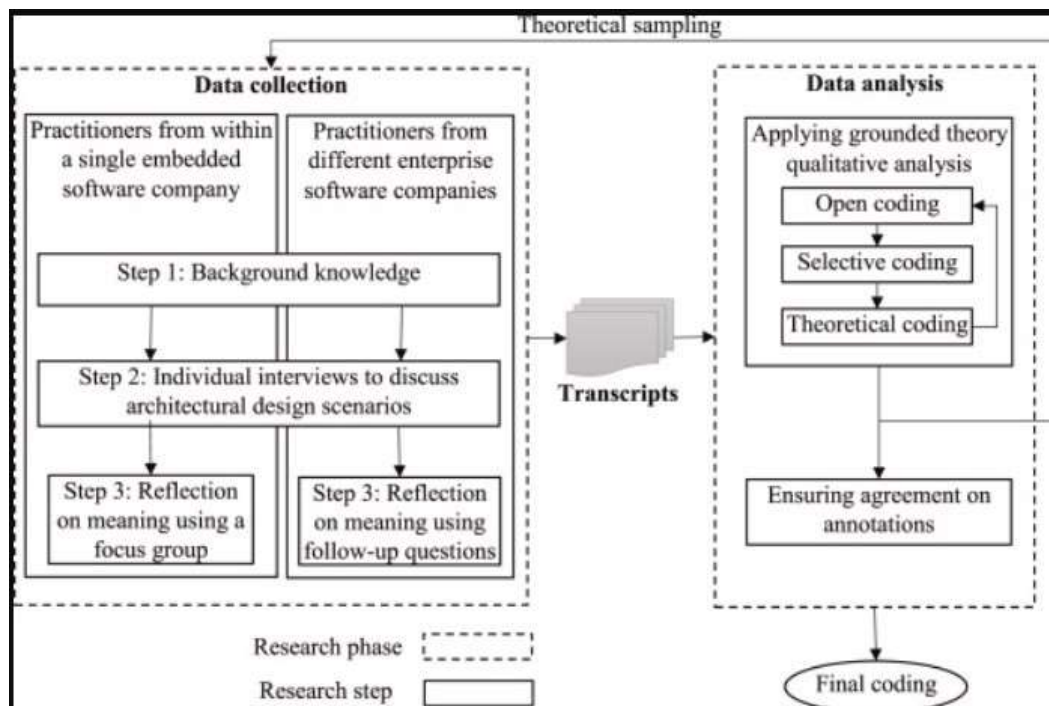 Theoretical sampling
Data collection
Practitioners from within
a single embedded
software company
Practitioners from
different enterprise
software companies
Step 1: Background knowledge
Step 2: Individual interviews to discuss
architectural design scenarios
Step 3: Reflection
on meaning using a
focus group
Step 3: Reflection
on meaning using
follow-up questions
Transcripts
Data analysis
Applying grounded theory
qualitative analysis
Open coding
Selective coding
Theoretical coding
Ensuring agreement on
annotations
Final coding
Research phase
Research step